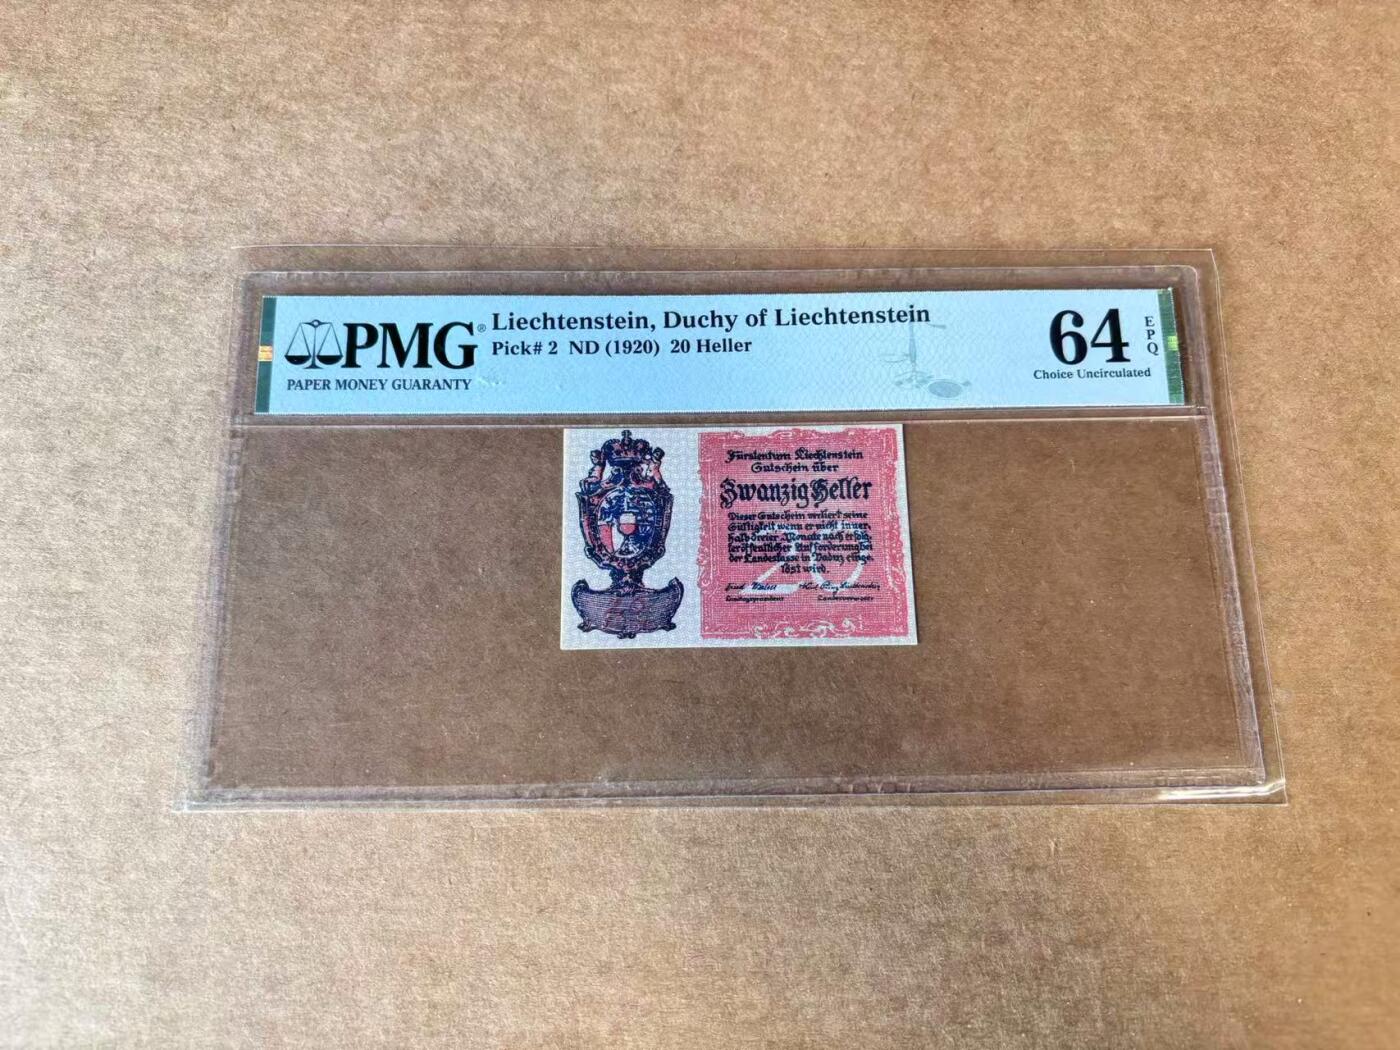 PMG®
PAPER MONEY GUARANTY
Liechtenstein, Duchy of Liechtenstein
Pick# 2 ND (1920) 20 Heller
64 EPQ
Choice Uncirculated
Fürstentum Liechtenstein
Gutschein über
Zwanzig Heller
Dieser Gutschein verliert seine
Gültigkeit wenn er nicht inner-
halb dreier Monate nach erfolg-
ter öffentlicher Aufforderung bei
der Landeskasse in Vaduz einge-
löst wird.
20